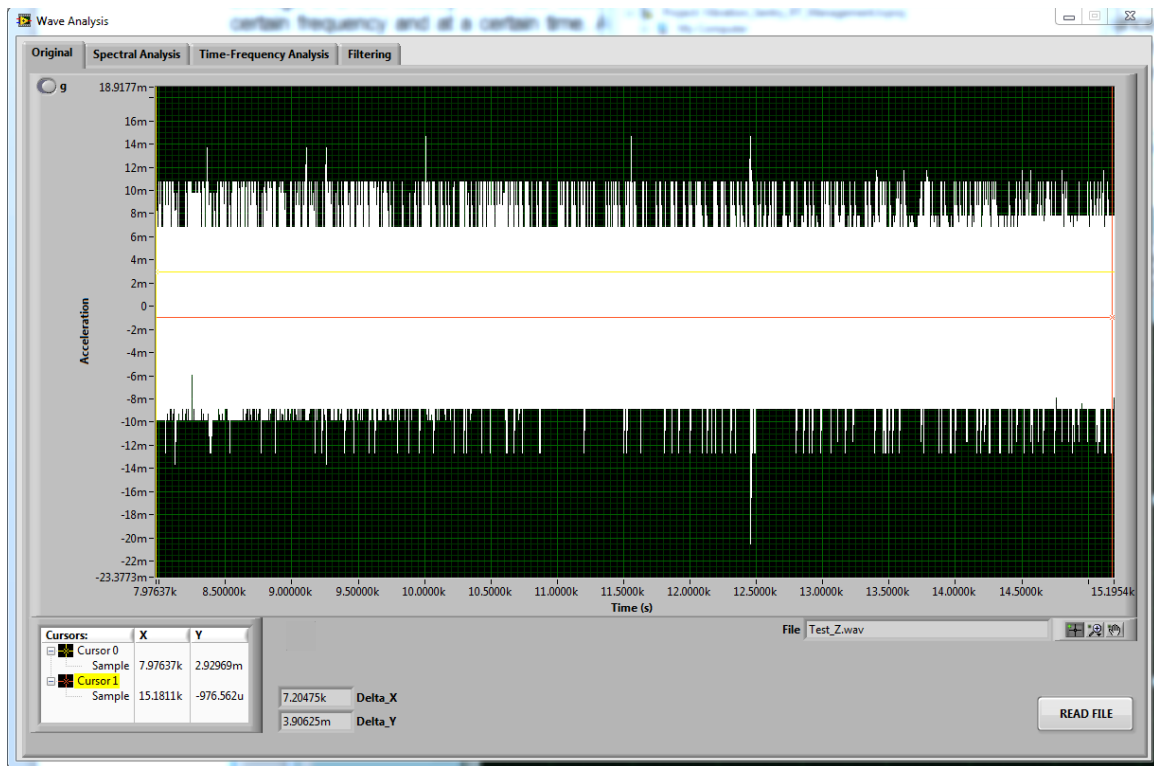 Wave Analysis
certain frequency and at a certain time. A
My Computer
Original Spectral Analysis Time-Frequency Analysis Filtering
g
18.9177m
16m
14m
12m
10m
8m
6m
4m
2m
0
-2m
-4m
-6m
-8m
-10m
-12m
-14m
-16m
-18m
-20m
-22m
-23.3773m
Acceleration
7.97637k 8.50000k 9.00000k 9.50000k 10.0000k 10.5000k 11.0000k 11.5000k 12.0000k 12.5000k 13.0000k 13.5000k 14.0000k 14.5000k 15.1954k
Time (s)
File Test_Z.wav
Cursors: X Y
Cursor 0
Sample 7.97637k 2.92969m
Cursor 1
Sample 15.1811k -976.562u
7.20475k Delta_X
3.90625m Delta_Y
READ FILE